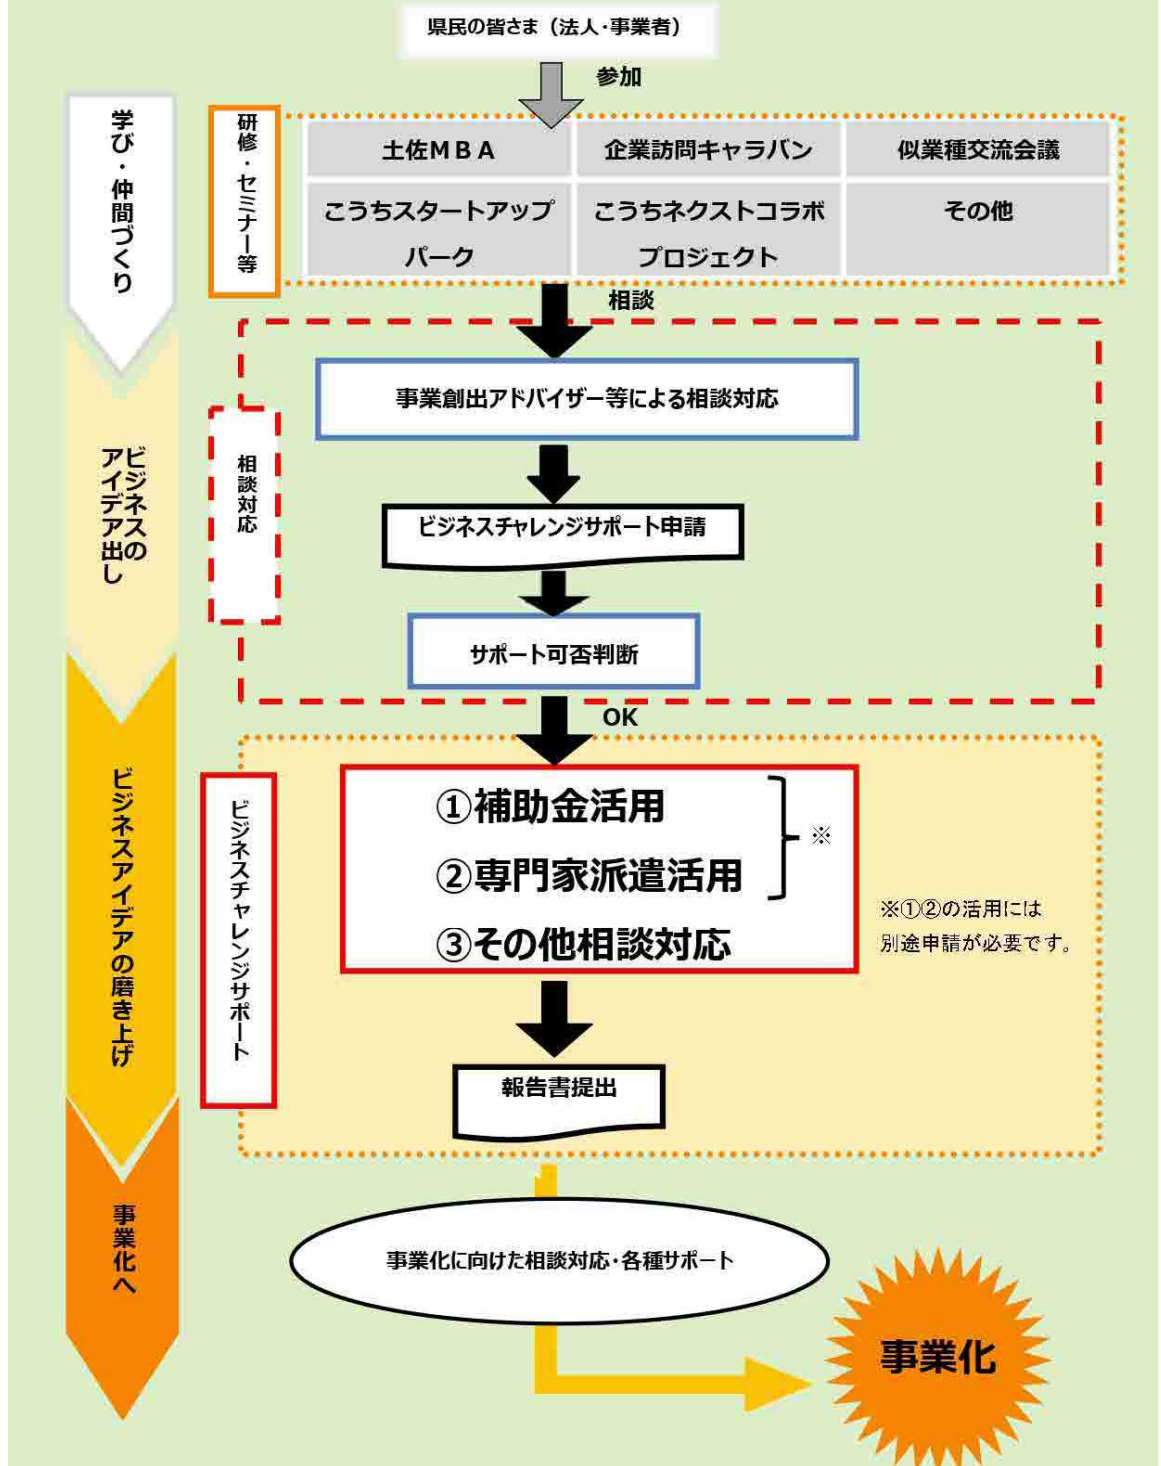 県民の皆さま（法人・事業者）
参加
学び・仲間づくり
研修・セミナー等
土佐ＭＢＡ
企業訪問キャラバン
似業種交流会議
こうちスタートアップ
パーク
こうちネクストコラボ
プロジェクト
その他
相談
ビジネスの
アイデア出し
相談対応
事業創出アドバイザー等による相談対応
ビジネスチャレンジサポート申請
サポート可否判断
OK
ビジネスアイデアの磨き上げ
ビジネスチャレンジサポート
①補助金活用
②専門家派遣活用
※
③その他相談対応
※①②の活用には
別途申請が必要です。
報告書提出
事業化へ
事業化に向けた相談対応・各種サポート
事業化